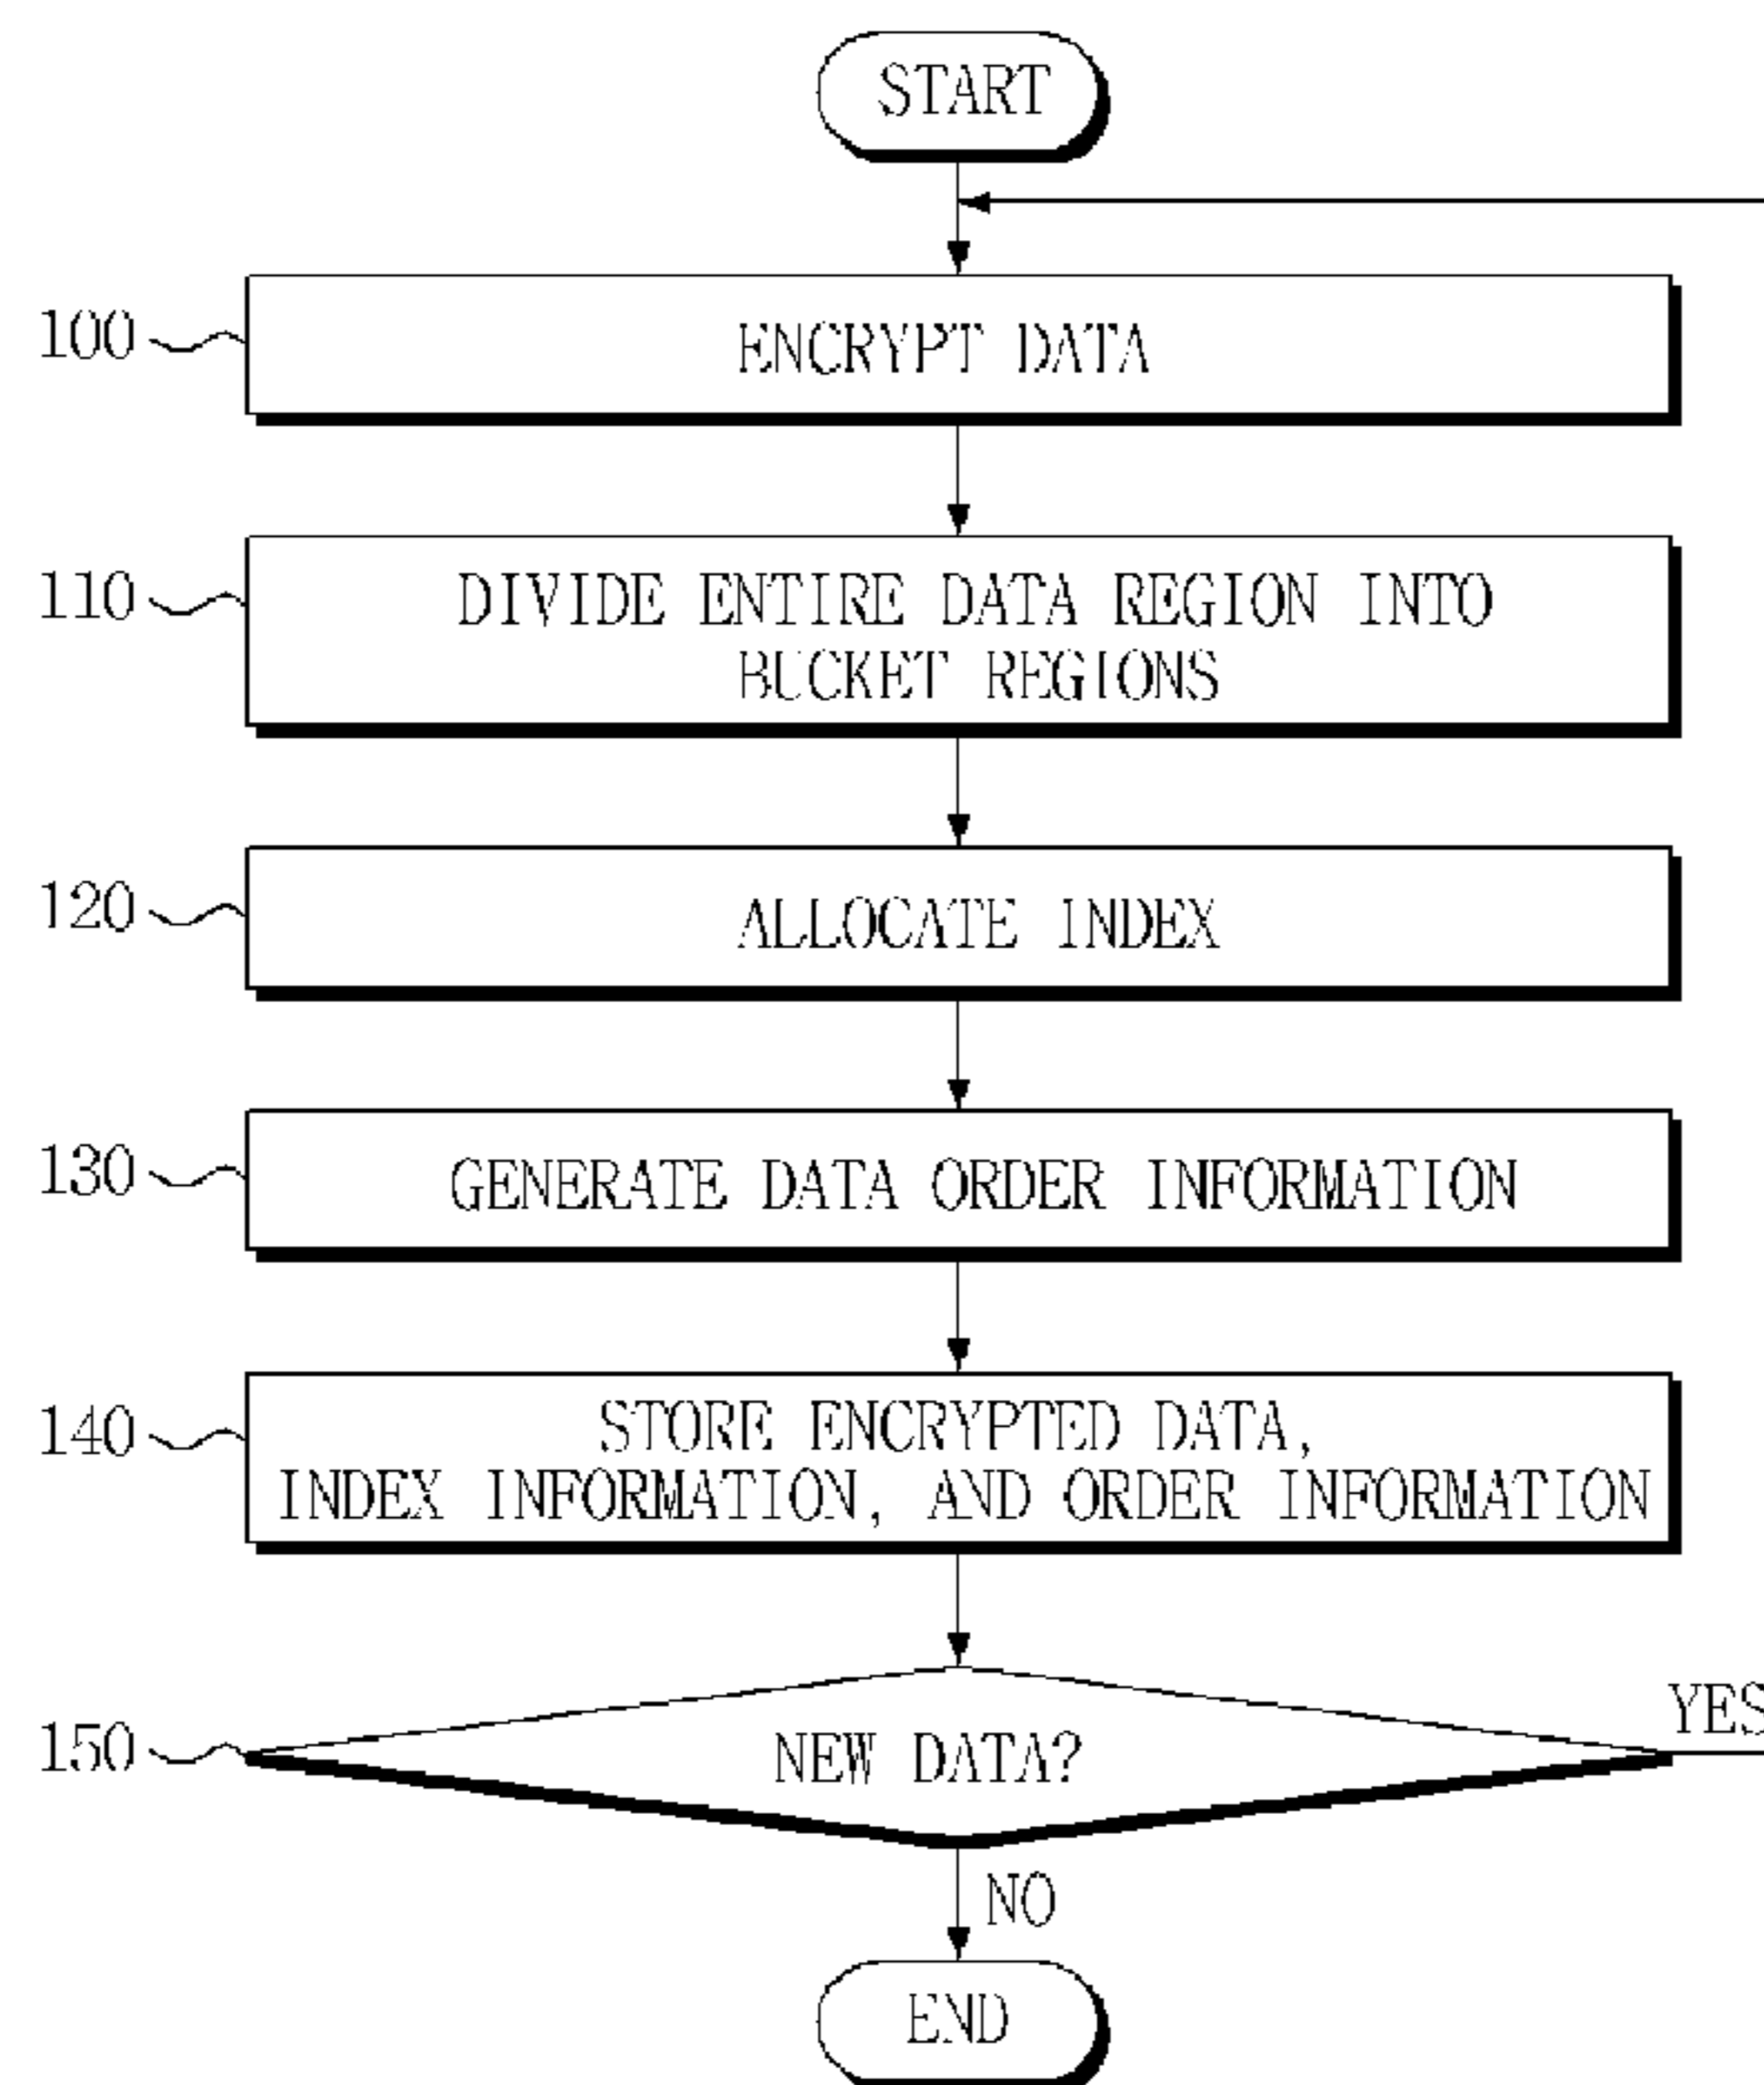 START
100
ENCRYPT DATA
110
DIVIDE ENTIRE DATA REGION INTO
BUCKET REGIONS
120
ALLOCATE INDEX
130
GENERATE DATA ORDER INFORMATION
140
STORE ENCRYPTED DATA,
INDEX INFORMATION, AND ORDER INFORMATION
150
NEW DATA?
YES
NO
END